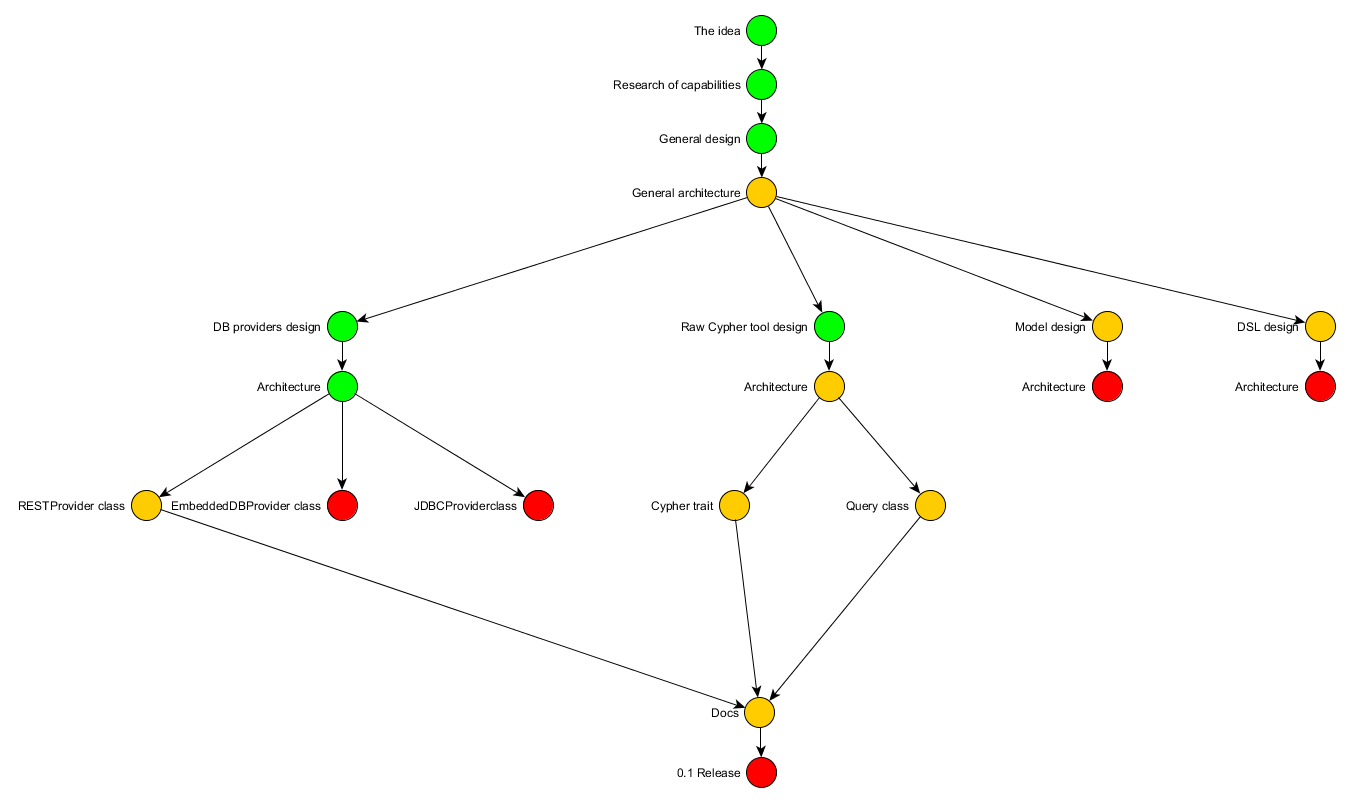 The idea
Research of capabilities
General design
General architecture
DB providers design
Raw Cypher tool design
Model design
DSL design
Architecture
Architecture
Architecture
Architecture
RESTProvider class
EmbeddedDBProvider class
JDBCProviderclass
Cypher trait
Query class
Docs
0.1 Release